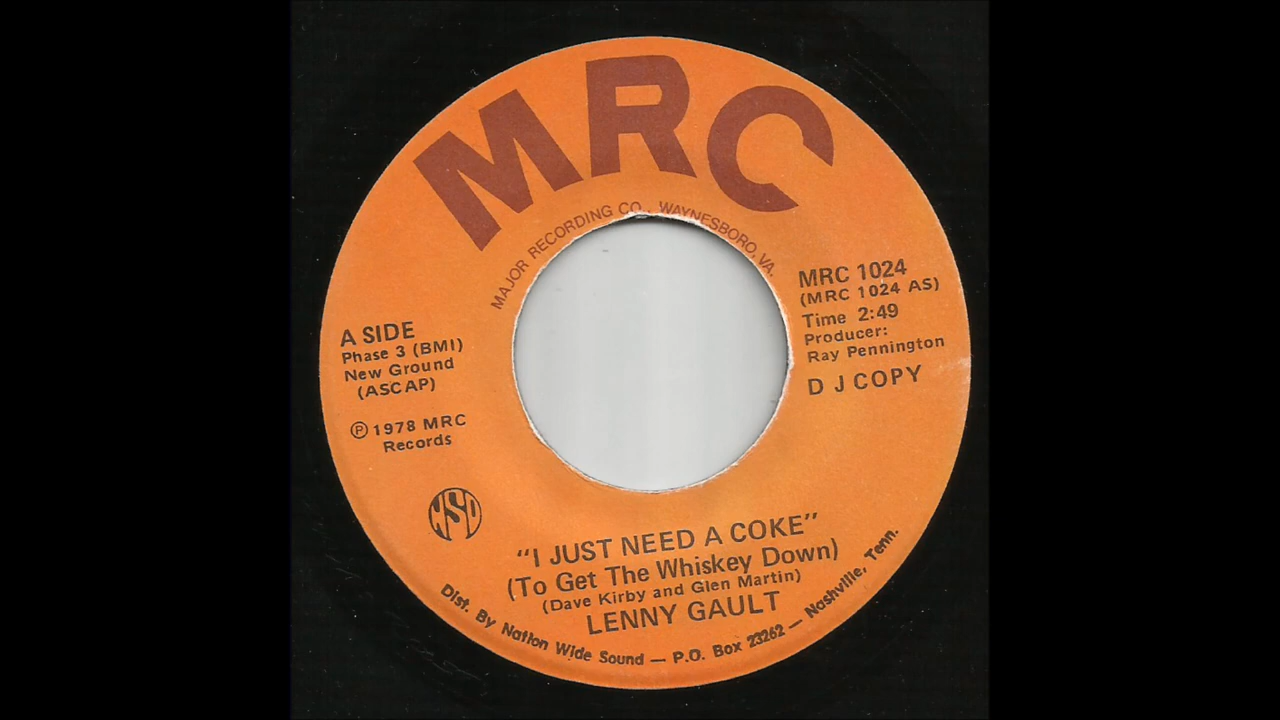 MRC
MAJOR RECORDING CO., WAYNESBORO, VA.
A SIDE
Phase 3 (BMI)
New Ground
(ASCAP)
℗ 1978 MRC
Records
MRC 1024
(MRC 1024 AS)
Time 2:49
Producer:
Ray Pennington
D J COPY
NSD
"I JUST NEED A COKE"
(To Get The Whiskey Down)
(Dave Kirby and Glen Martin)
LENNY GAULT
Dist. By Nation Wide Sound — P.O. Box 23262 — Nashville, Tenn.